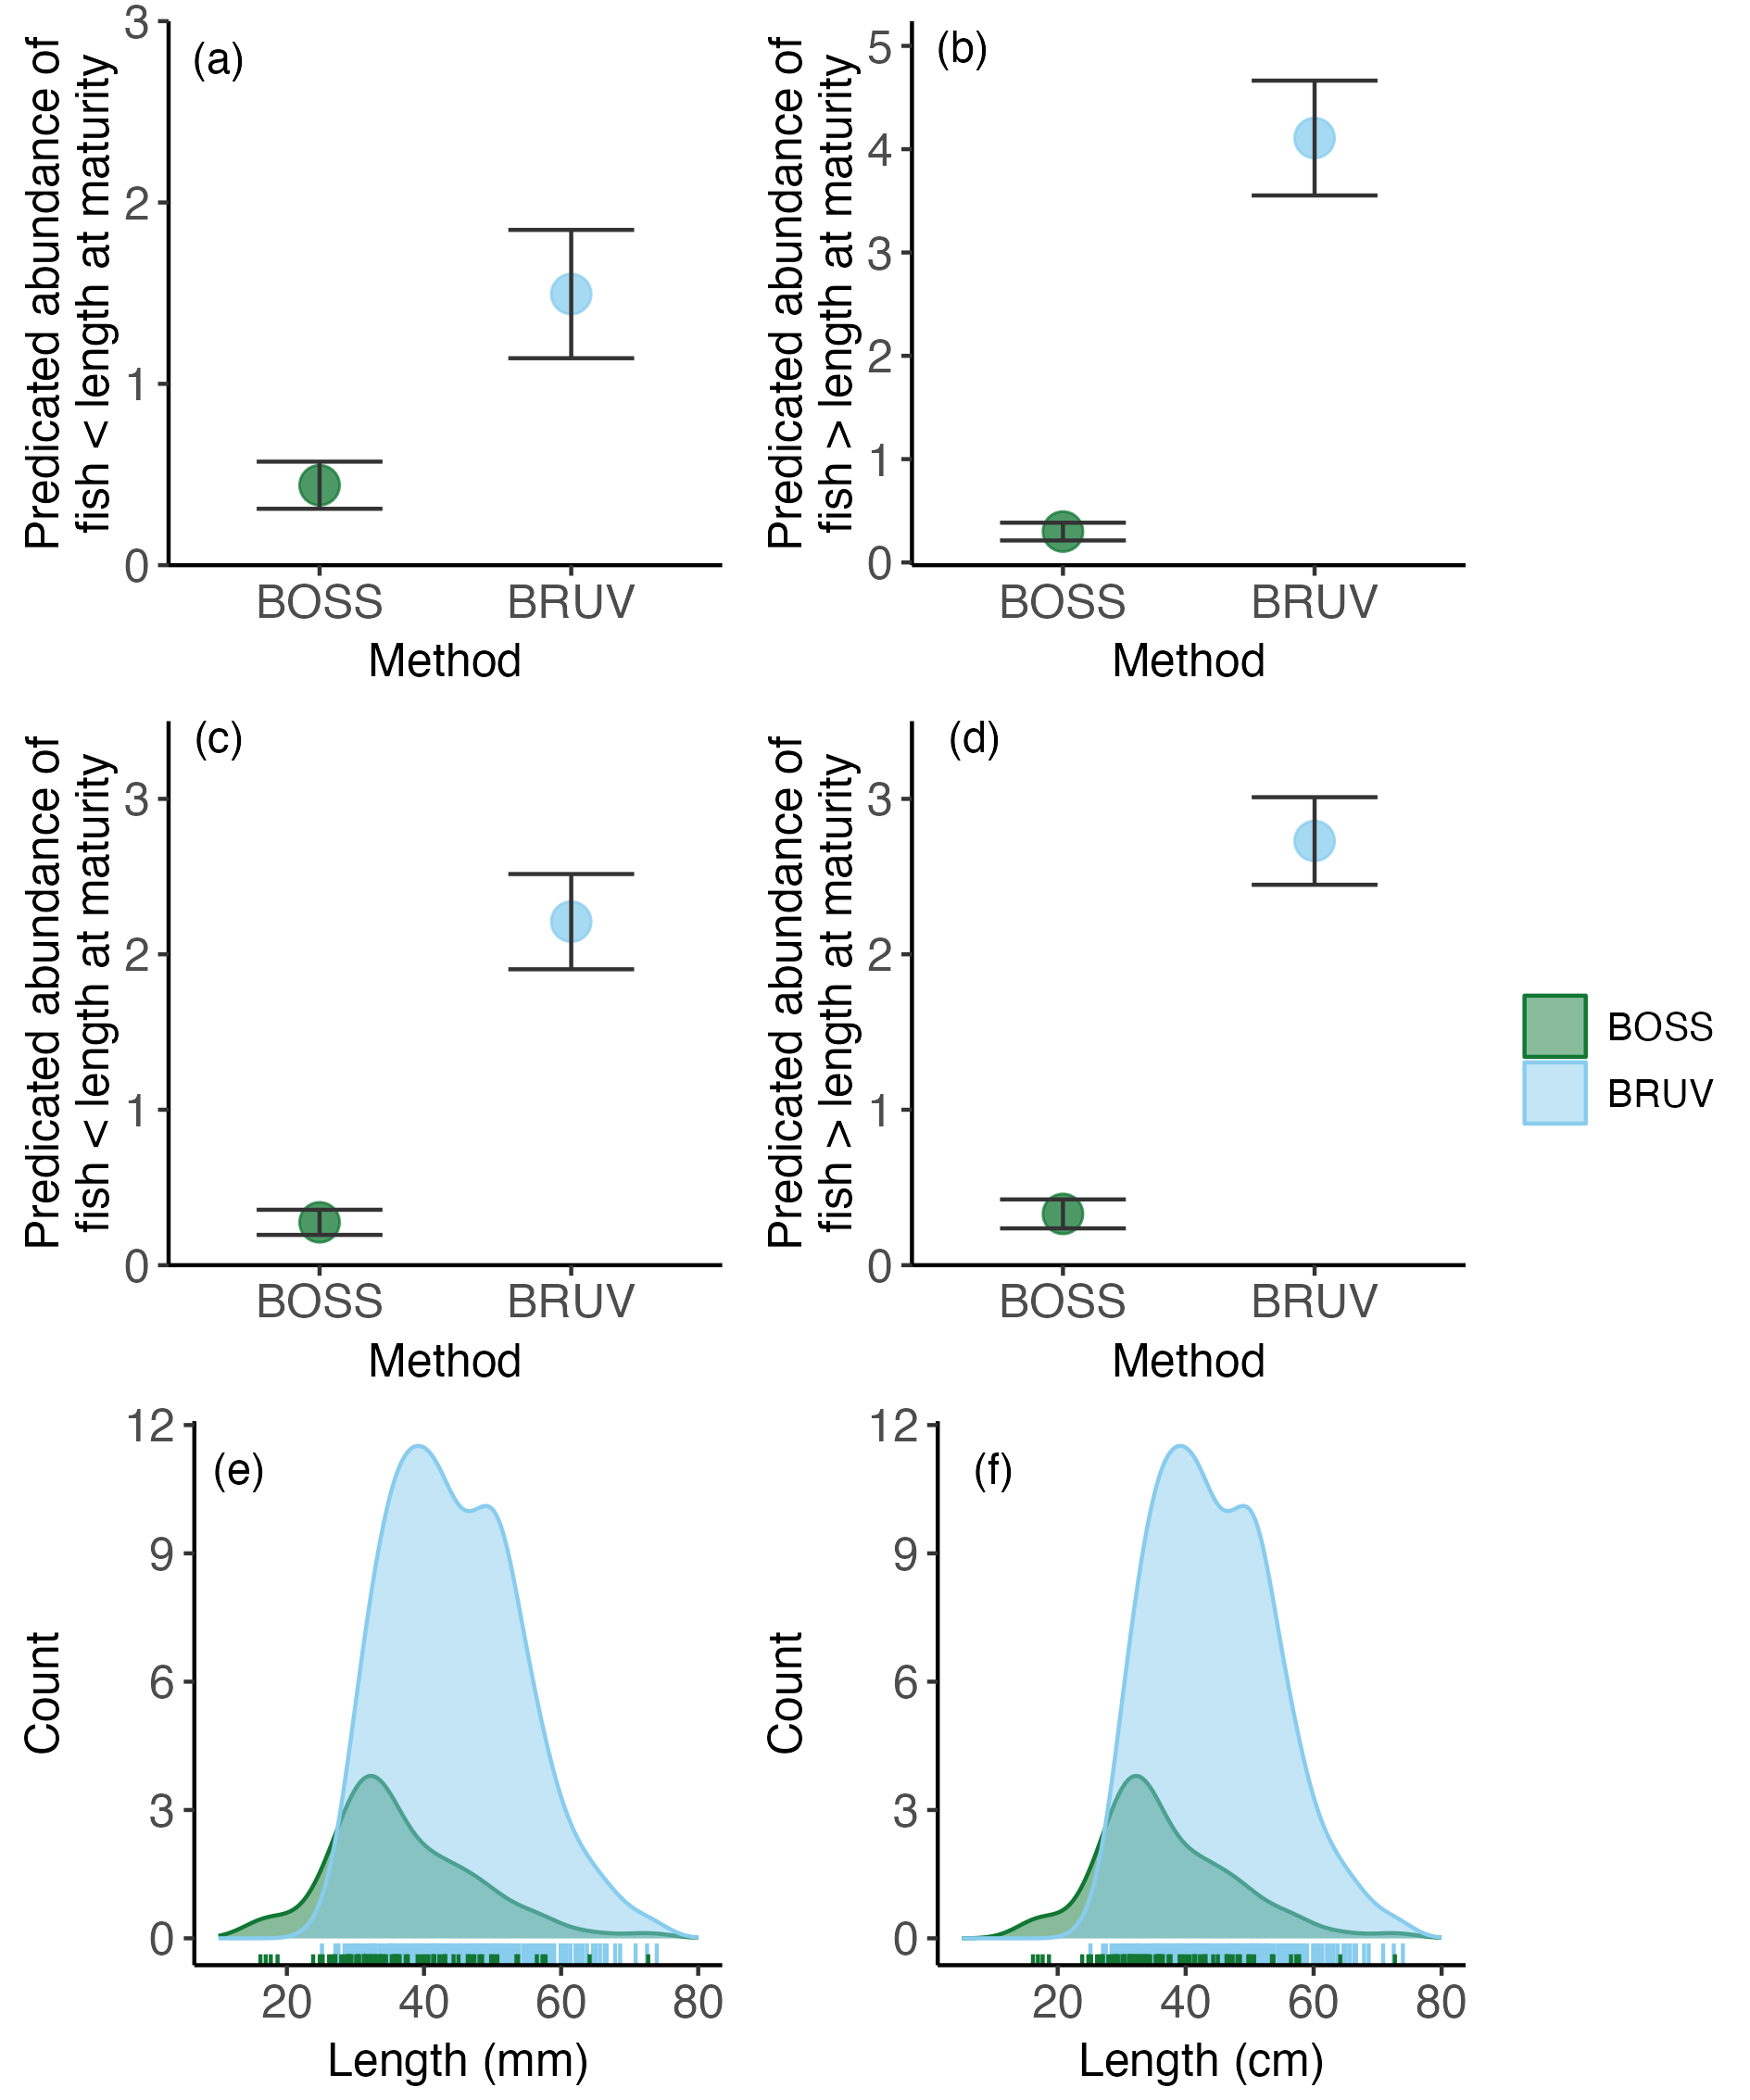 (a)
Predicated abundance of
fish < length at maturity
3
2
1
0
BOSS BRUV
Method
(b)
Predicated abundance of
fish > length at maturity
5
4
3
2
1
0
BOSS BRUV
Method
(c)
Predicated abundance of
fish < length at maturity
3
2
1
0
BOSS BRUV
Method
(d)
Predicated abundance of
fish > length at maturity
3
2
1
0
BOSS BRUV
Method
BOSS
BRUV
(e)
Count
12
9
6
3
0
20 40 60 80
Length (mm)
(f)
Count
12
9
6
3
0
20 40 60 80
Length (cm)